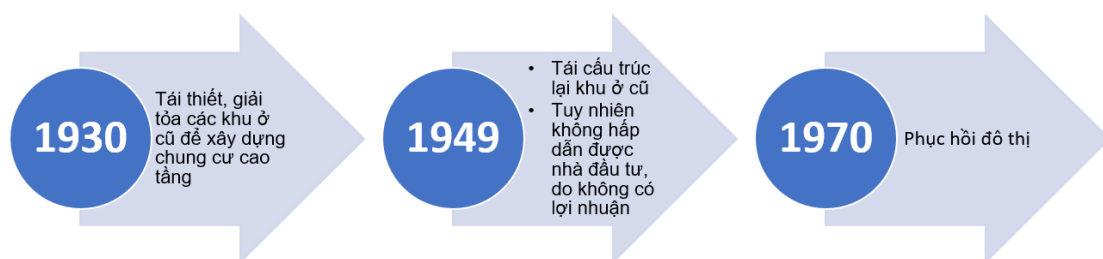 1930
Tái thiết, giải
tỏa các khu ở
cũ để xây dựng
chung cư cao
tầng
1949
• Tái cấu trúc
lại khu ở cũ
• Tuy nhiên
không hấp
dẫn được
nhà đầu tư,
do không có
lợi nhuận
1970
Phục hồi đô thị